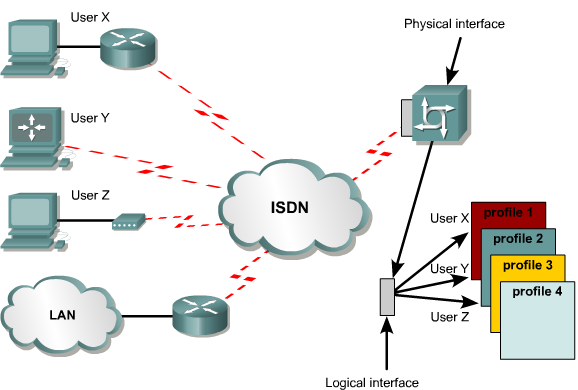 User X
Physical interface
User Y
User Z
ISDN
LAN
User X
profile 1
profile 2
User Y
profile 3
profile 4
User Z
Logical interface